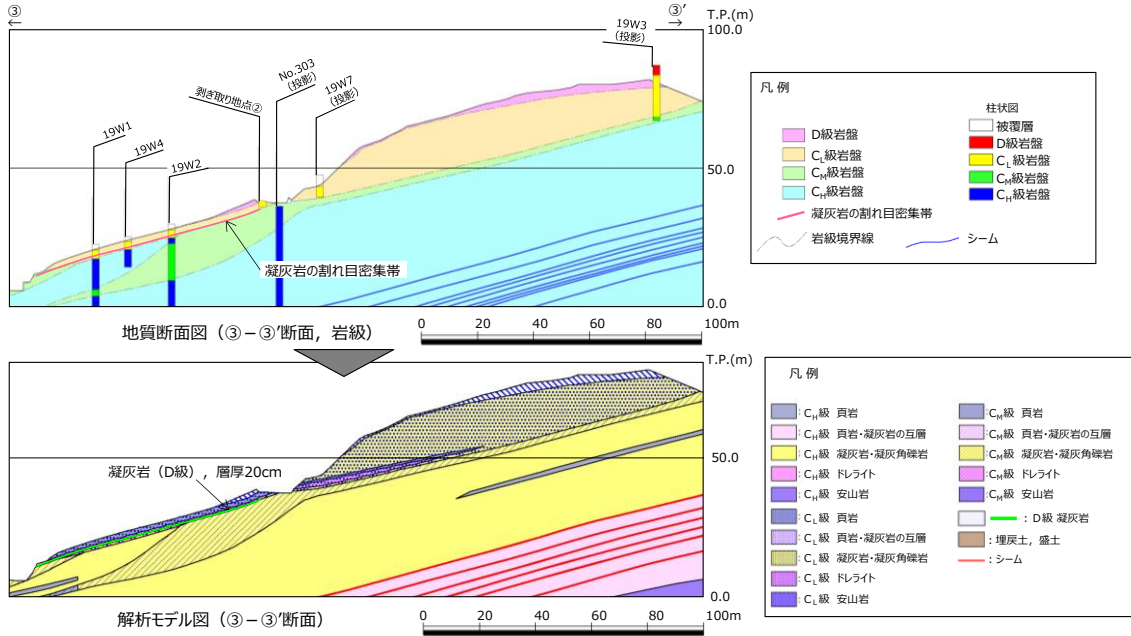 ③
←
③’
→
T.P.(m)
100.0
50.0
0.0
19W1
19W4
19W2
剥ぎ取り地点②
No.303
(投影)
19W7
(投影)
19W3
(投影)
凝灰岩の割れ目密集帯
地質断面図(③-③’断面,岩級)
0 20 40 60 80 100m
凡 例
D級岩盤
CL級岩盤
CM級岩盤
CH級岩盤
凝灰岩の割れ目密集帯
岩級境界線
シーム
柱状図
被覆層
D級岩盤
CL級岩盤
CM級岩盤
CH級岩盤
T.P.(m)
50.0
0.0
凝灰岩(D級),層厚20cm
解析モデル図(③-③’断面)
0 20 40 60 80 100m
凡 例
:CH級 頁岩
:CH級 頁岩・凝灰岩の互層
:CH級 凝灰岩・凝灰角礫岩
:CH級 ドレライト
:CH級 安山岩
:CL級 頁岩
:CL級 頁岩・凝灰岩の互層
:CL級 凝灰岩・凝灰角礫岩
:CL級 ドレライト
:CL級 安山岩
:CM級 頁岩
:CM級 頁岩・凝灰岩の互層
:CM級 凝灰岩・凝灰角礫岩
:CM級 ドレライト
:CM級 安山岩
:D級 凝灰岩
:埋戻土,盛土
:シーム